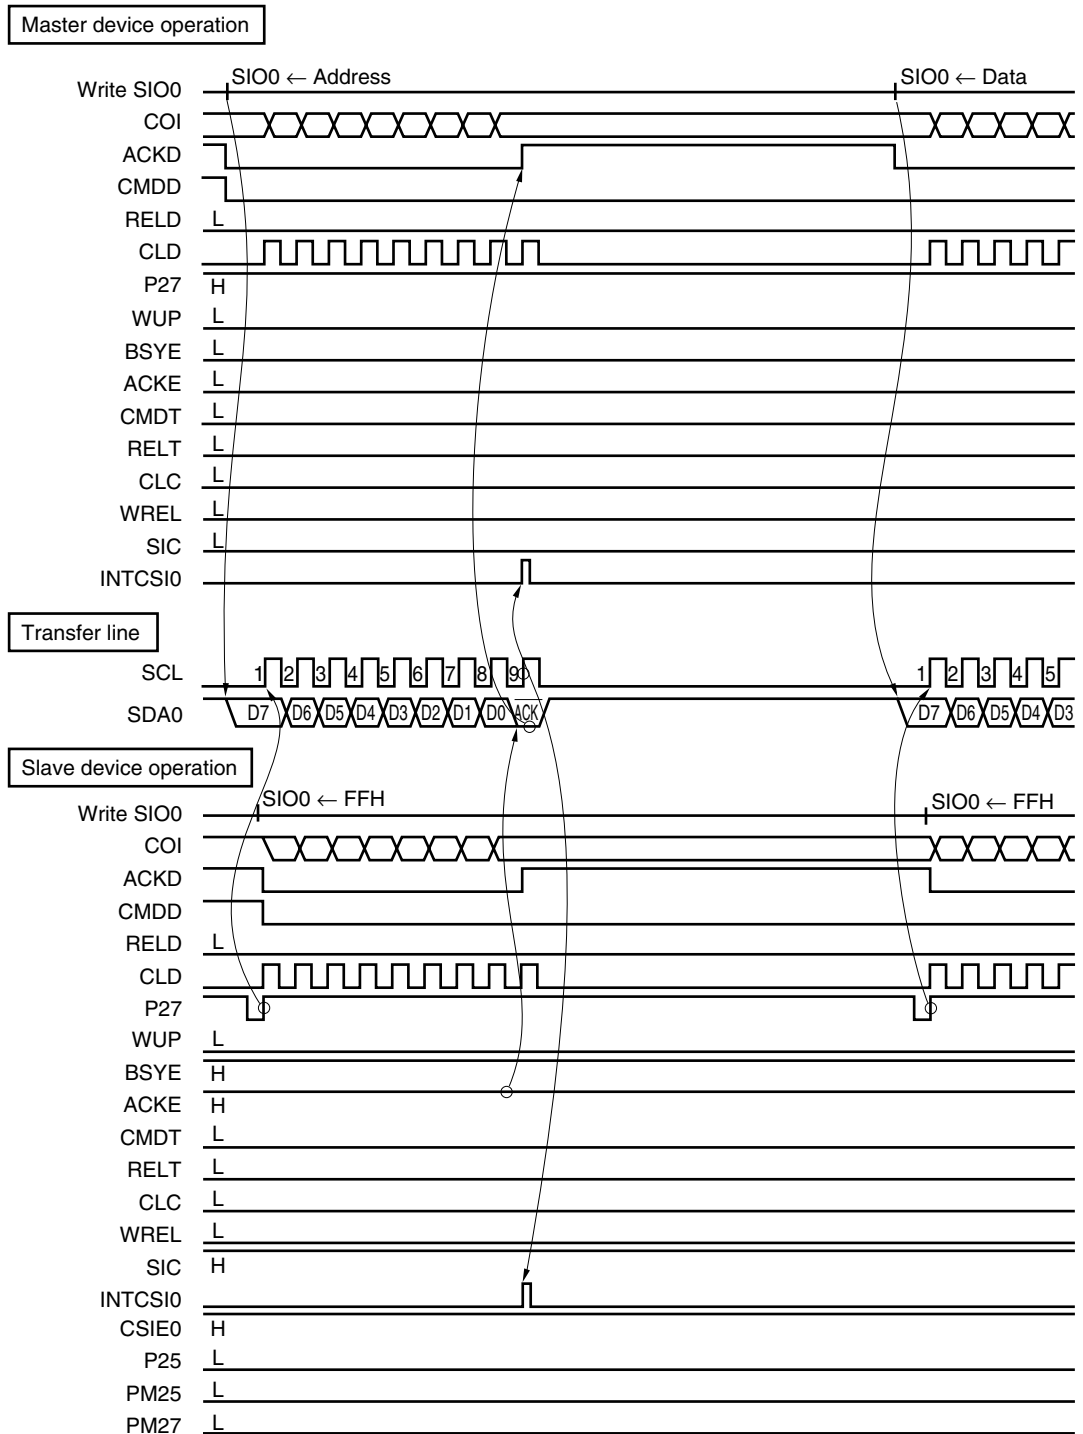 Master device operation
Write SIO0 SIO0 ← Address SIO0 ← Data
COI
ACKD
CMDD
RELD L
CLD
P27 H
WUP L
BSYE L
ACKE L
CMDT L
RELT L
CLC L
WREL L
SIC L
INTCSI0
Transfer line
SCL 1 2 3 4 5 6 7 8 9 1 2 3 4 5
SDA0 D7 D6 D5 D4 D3 D2 D1 D0 ACK D7 D6 D5 D4 D3
Slave device operation
Write SIO0 SIO0 ← FFH SIO0 ← FFH
COI
ACKD
CMDD
RELD L
CLD
P27
WUP L
BSYE H
ACKE H
CMDT L
RELT L
CLC L
WREL L
SIC H
INTCSI0
CSIE0 H
P25 L
PM25 L
PM27 L